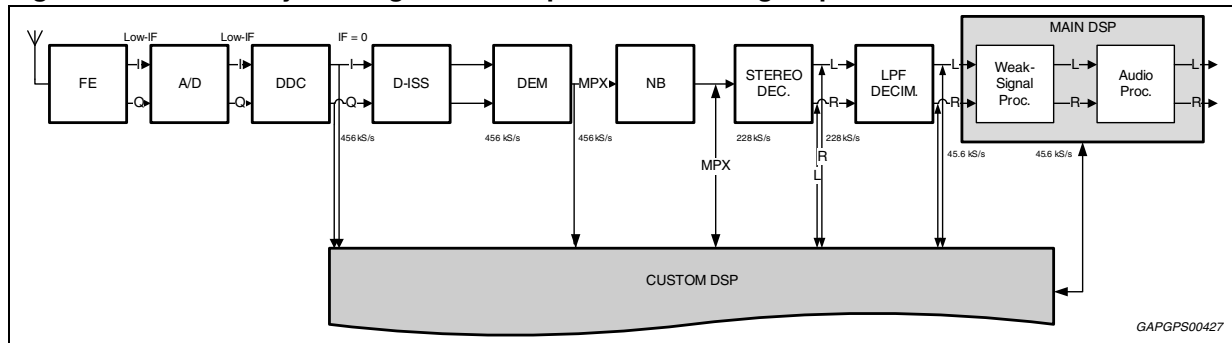 MAIN DSP
Low-IF
Low-IF
IF = 0
I
I
I
L
L
L
L
FE
A/D
DDC
D-ISS
DEM
MPX
NB
STEREO
DEC.
LPF
DECIM.
Weak-
Signal
Proc.
Audio
Proc.
Q
Q
Q
R
R
R
R
456 kS/s
456 kS/s
456 kS/s
228 kS/s
228 kS/s
45.6 kS/s
45.6 kS/s
MPX
R
L
CUSTOM DSP
GAPGPS00427